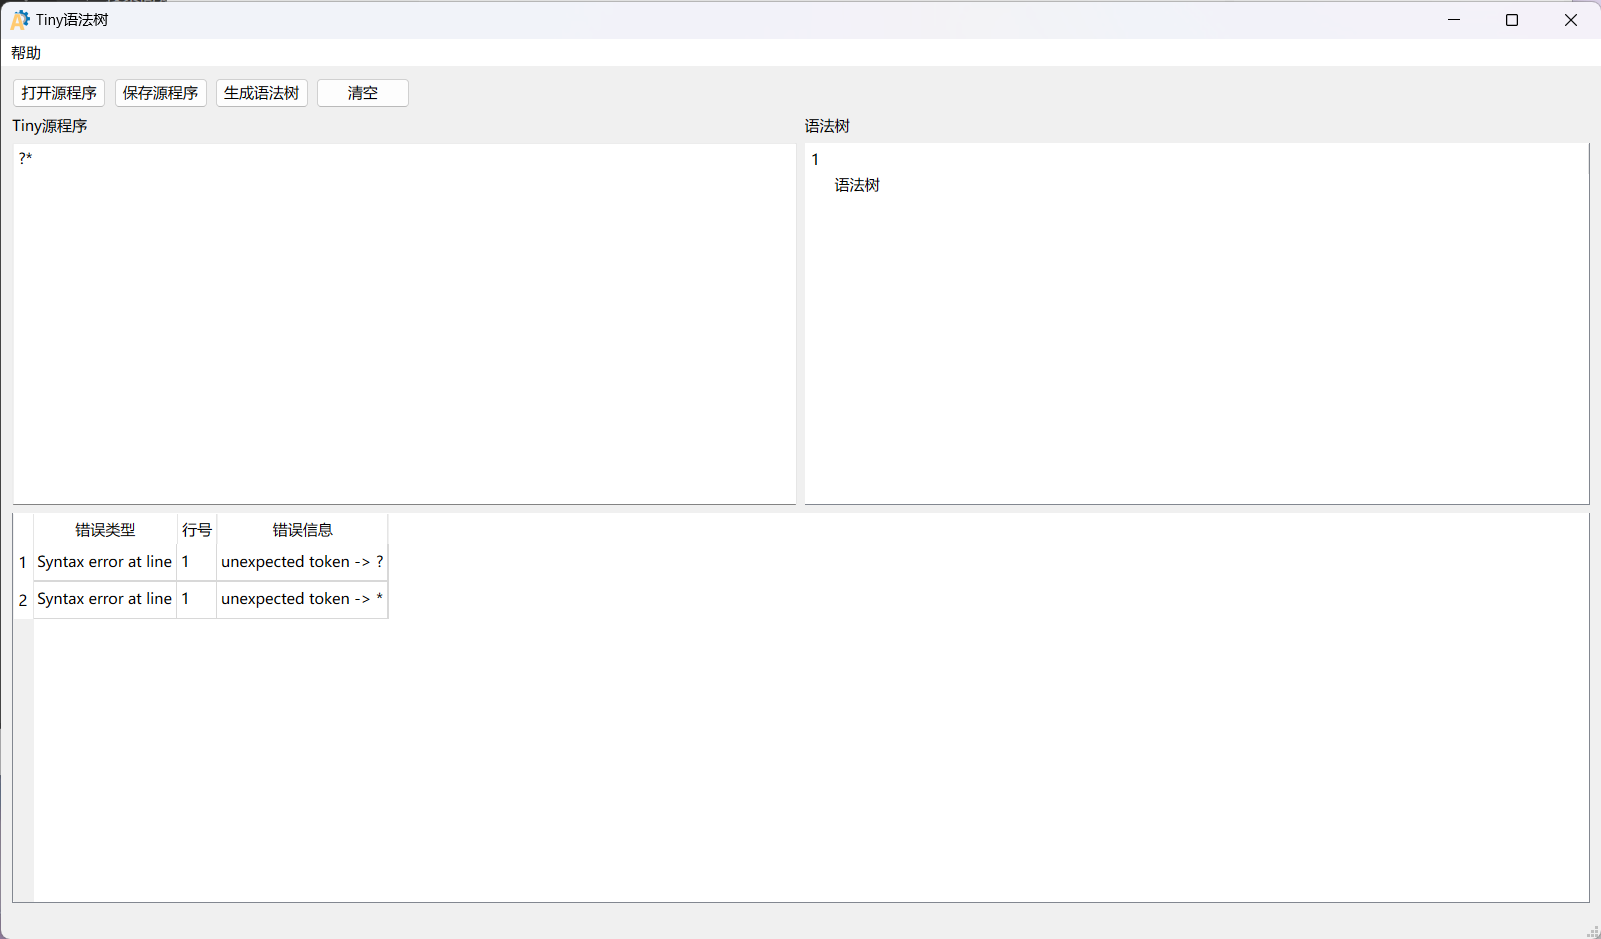 Tiny语法树
帮助
打开源程序 保存源程序 生成语法树 清空
Tiny源程序 语法树
?*
1
语法树
错误类型 行号 错误信息
1 Syntax error at line 1 unexpected token -> ?
2 Syntax error at line 1 unexpected token -> *